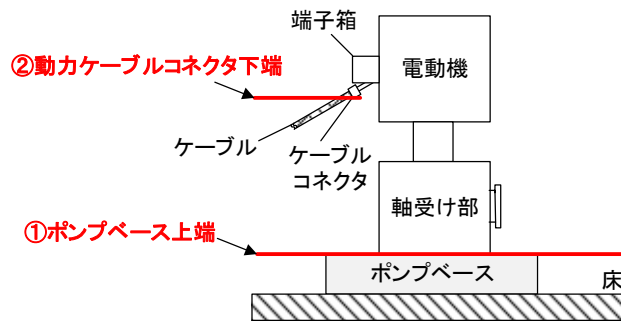 端子箱
②動力ケーブルコネクタ下端
電動機
ケーブル
ケーブル
コネクタ
軸受け部
①ポンプベース上端
ポンプベース
床